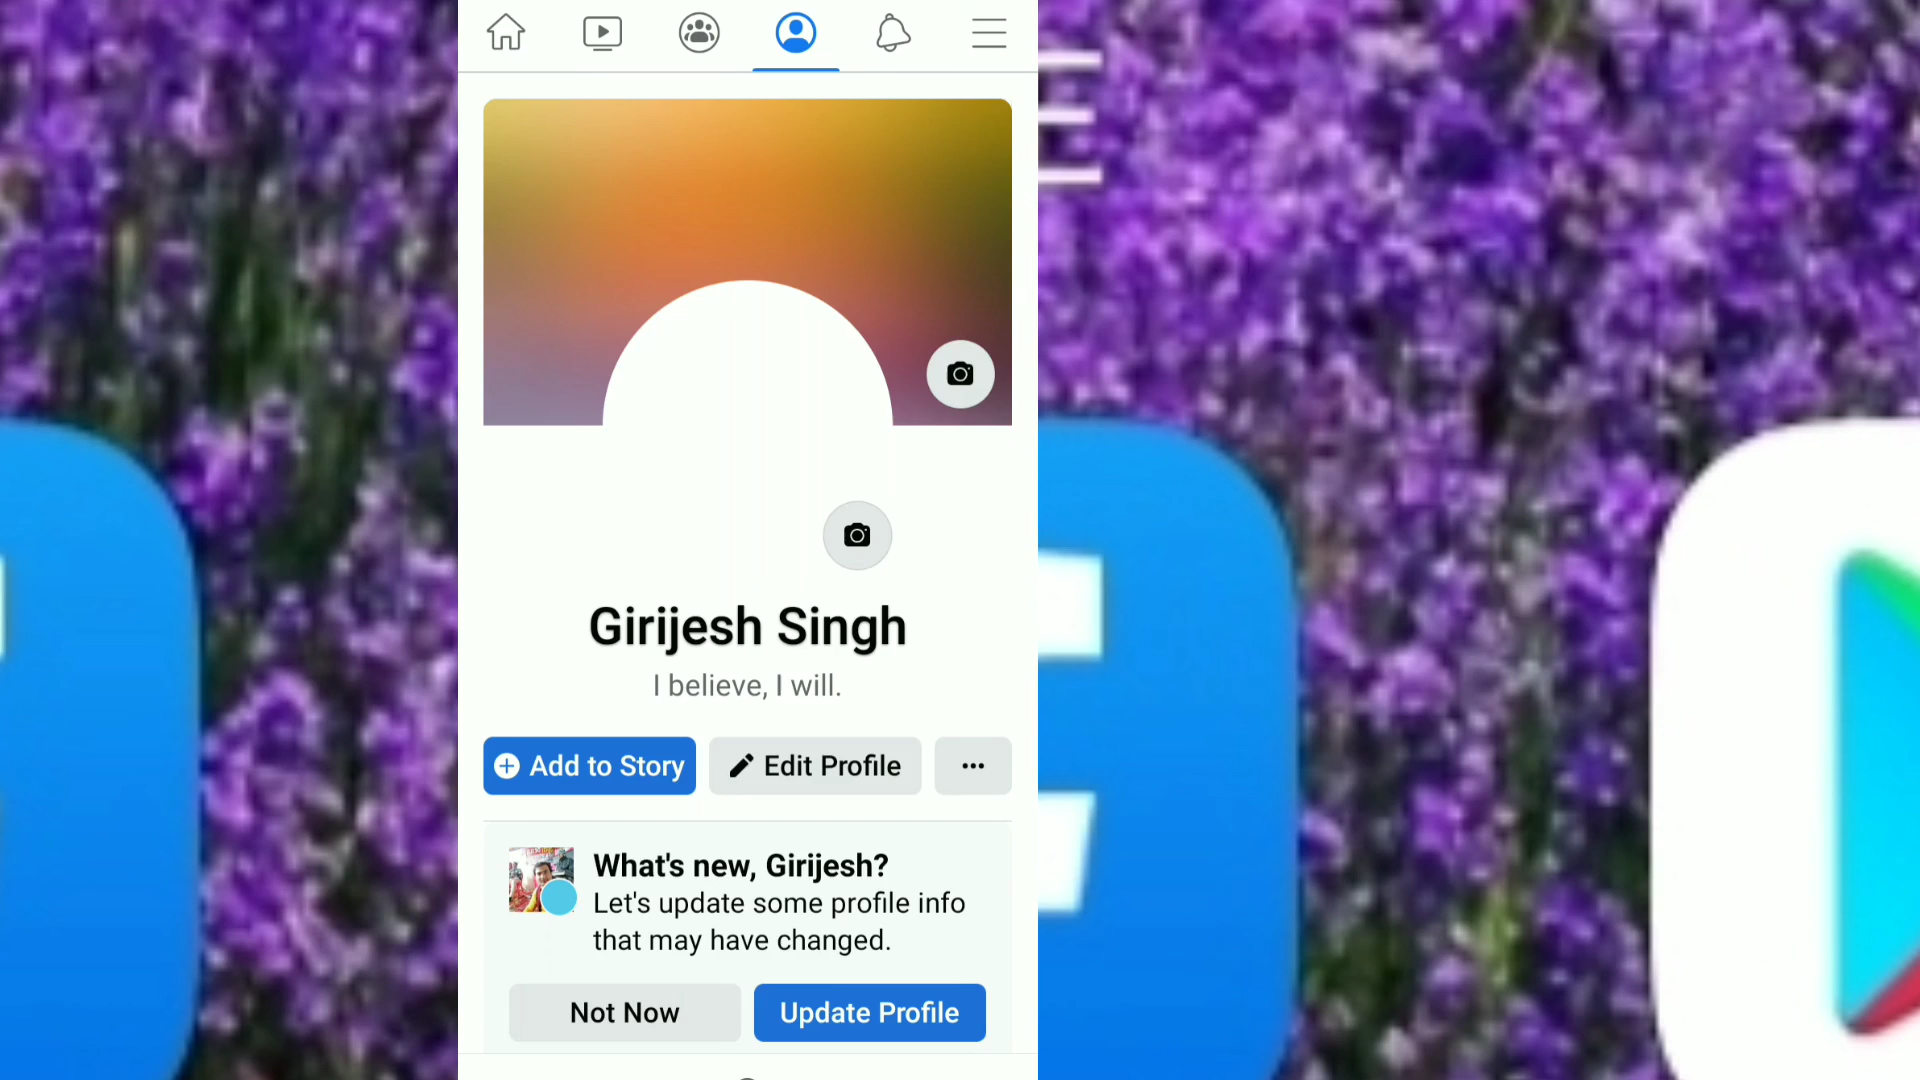 Girijesh Singh
I believe, I will.
Add to Story
Edit Profile
What's new, Girijesh?
Let's update some profile info
that may have changed.
Not Now
Update Profile